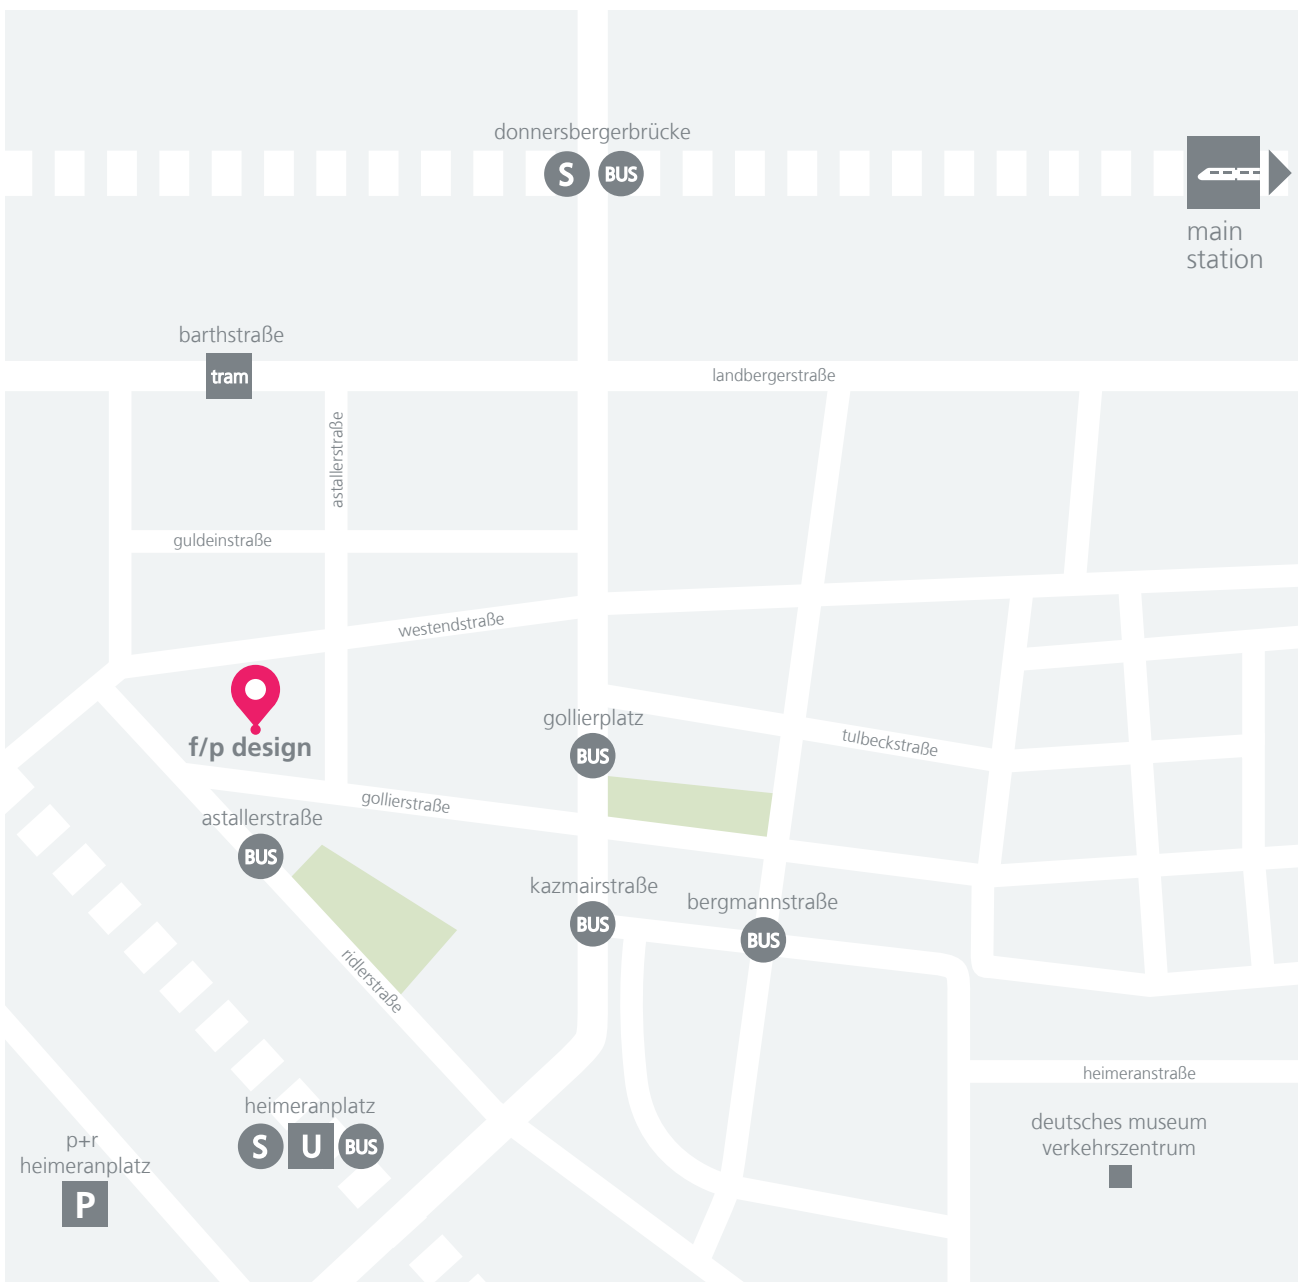 donnersbergerbrücke
S
BUS
main
station
barthstraße
tram
landbergerstraße
astallerstraße
guldeinstraße
westendstraße
f/p design
gollierplatz
BUS
tulbeckstraße
gollierstraße
astallerstraße
BUS
kazmairstraße
BUS
bergmannstraße
BUS
ridlerstraße
heimeranstraße
heimeranplatz
S U BUS
deutsches museum
verkehrszentrum
p+r
heimeranplatz
P